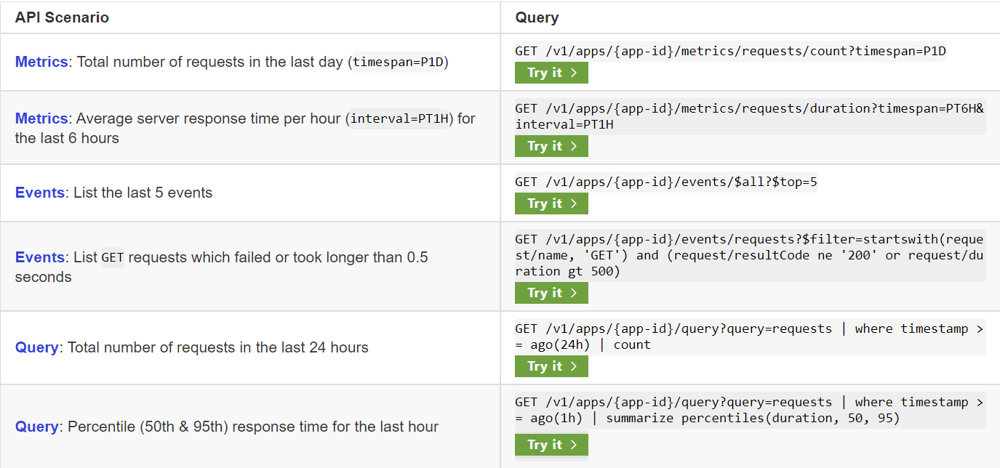 API Scenario
Query
Metrics: Total number of requests in the last day (timespan=P1D)
GET /v1/apps/{app-id}/metrics/requests/count?timespan=P1D
Try it >
Metrics: Average server response time per hour (interval=PT1H) for
the last 6 hours
GET /v1/apps/{app-id}/metrics/requests/duration?timespan=PT6H&
interval=PT1H
Try it >
Events: List the last 5 events
GET /v1/apps/{app-id}/events/$all?$top=5
Try it >
Events: List GET requests which failed or took longer than 0.5
seconds
GET /v1/apps/{app-id}/events/requests?$filter=startswith(reque
st/name, 'GET') and (request/resultCode ne '200' or request/du
ration gt 500)
Try it >
Query: Total number of requests in the last 24 hours
GET /v1/apps/{app-id}/query?query=requests | where timestamp >
= ago(24h) | count
Try it >
Query: Percentile (50th & 95th) response time for the last hour
GET /v1/apps/{app-id}/query?query=requests | where timestamp >
= ago(1h) | summarize percentiles(duration, 50, 95)
Try it >